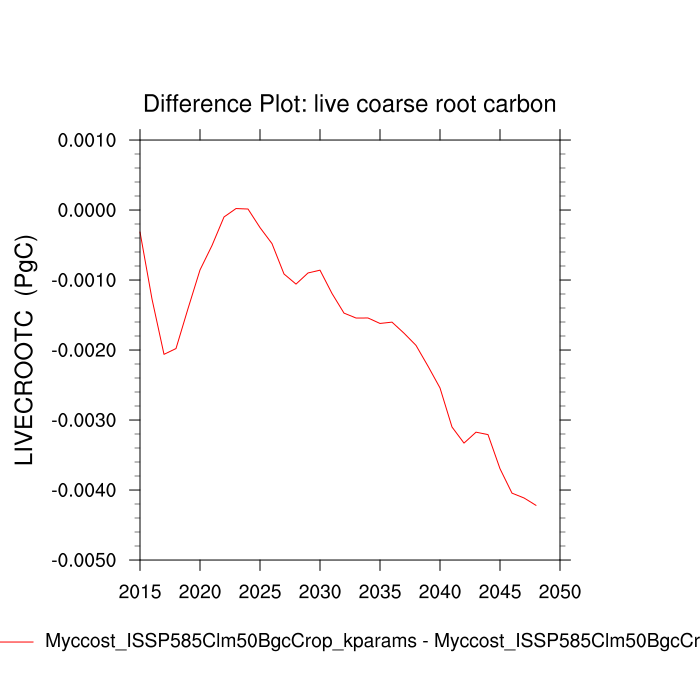 Difference Plot: live coarse root carbon
0.0010
0.0000
-0.0010
-0.0020
-0.0030
-0.0040
-0.0050
LIVECROOTC (PgC)
2015 2020 2025 2030 2035 2040 2045 2050
Myccost_ISSP585Clm50BgcCrop_kparams - Myccost_ISSP585Clm50BgcCr